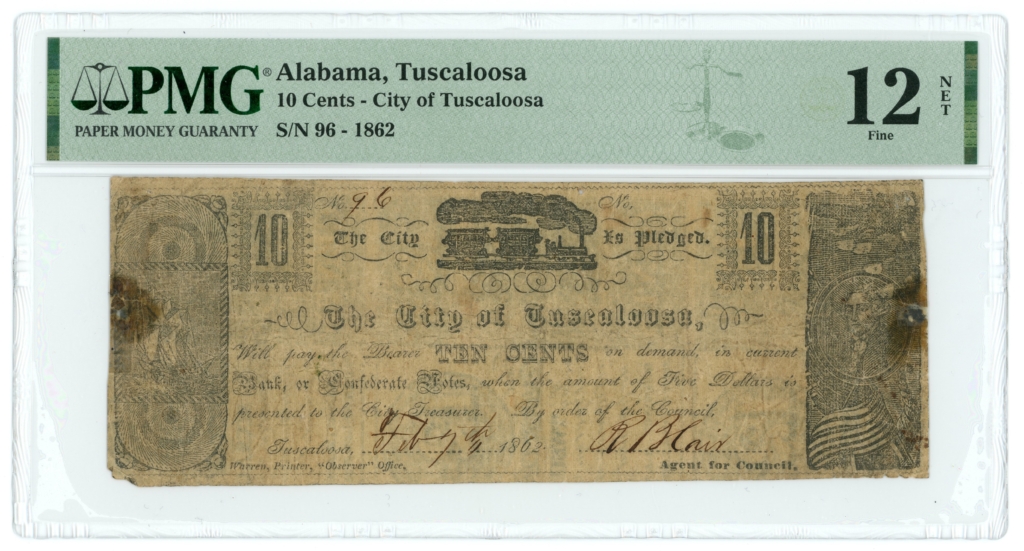 PMG® Alabama, Tuscaloosa
10 Cents - City of Tuscaloosa
PAPER MONEY GUARANTY S/N 96 - 1862
12 NET
Fine
No. 96 No.
10 The City Is Pledged. 10
The City of Tuscaloosa,
Will pay the Bearer TEN CENTS on demand, in current
Bank, or Confederate Notes, when the amount of Five Dollars is
presented to the City Treasurer. By order of the Council.
Tuscaloosa, Feb 7th 1862. R Blair
Warren, Printer, "Observer" Office. Agent for Council.